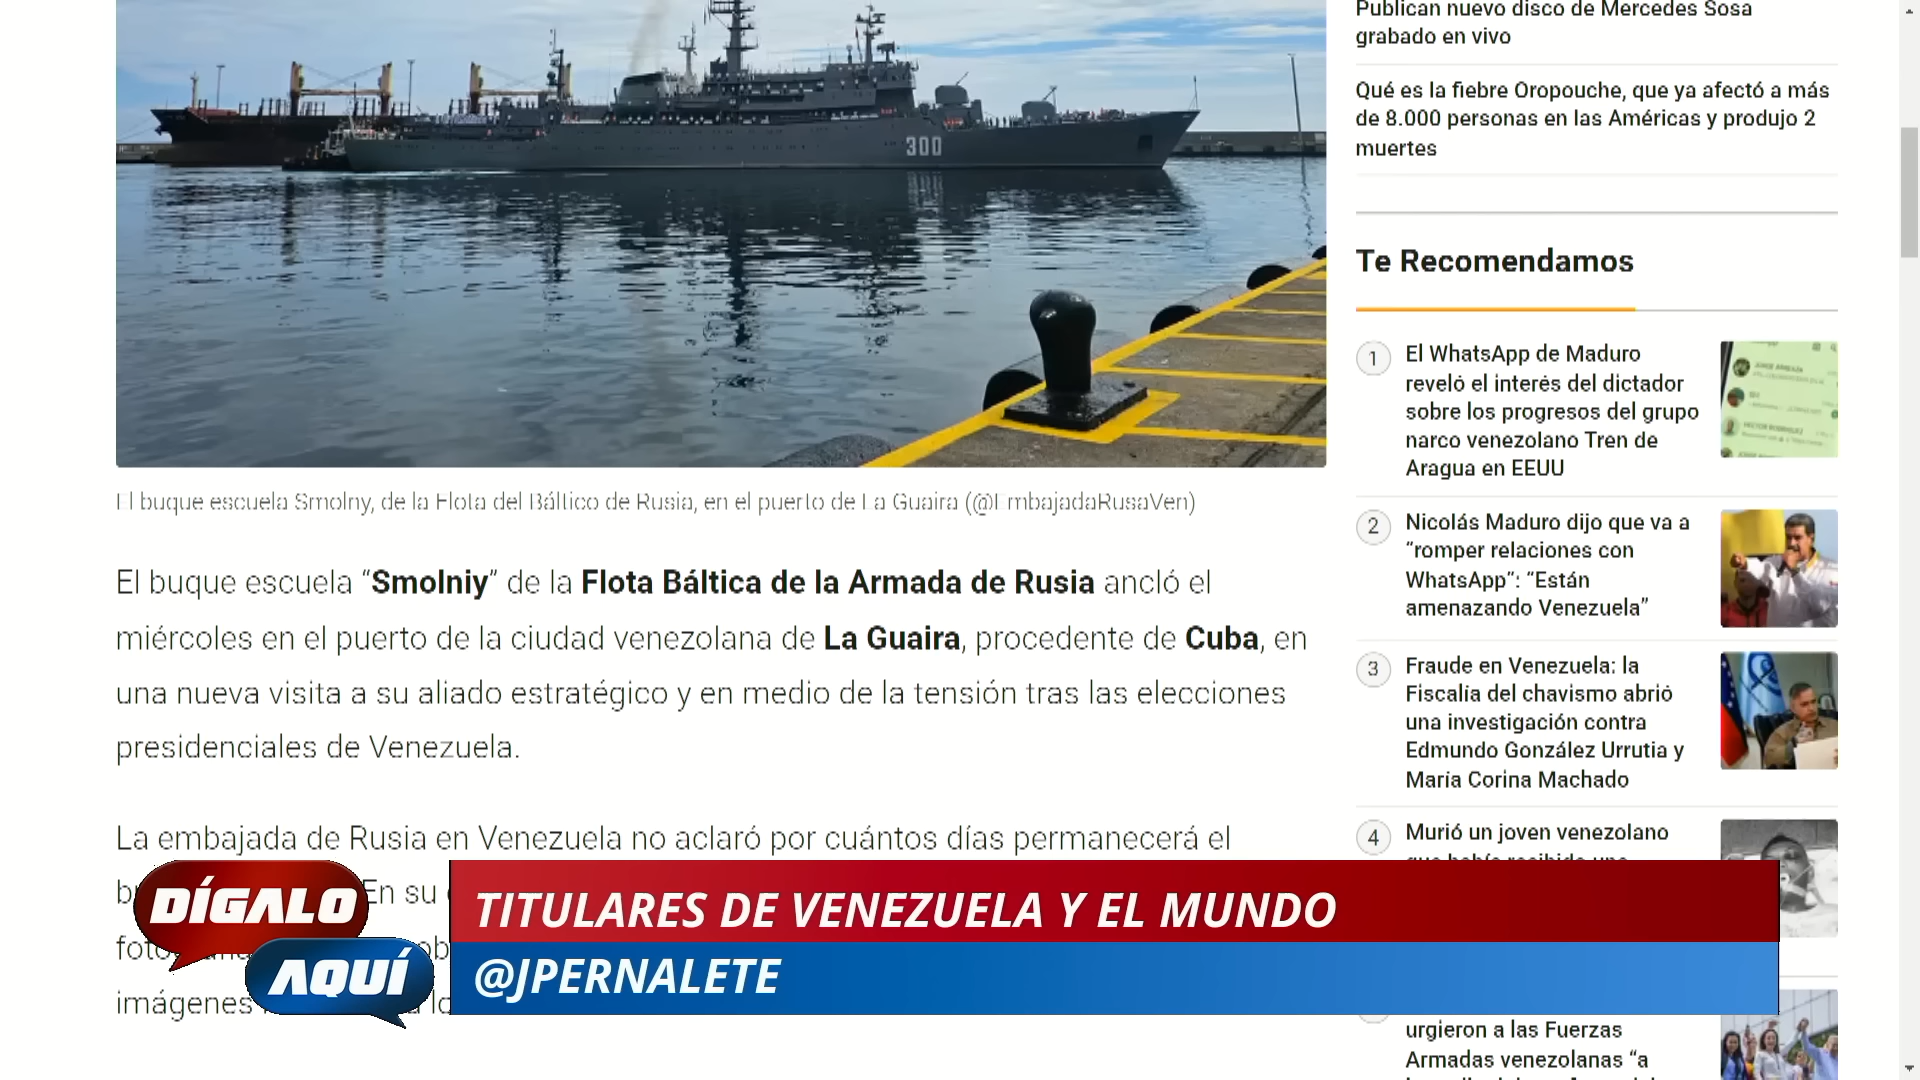 300
El buque escuela Smolny, de la Flota del Báltico de Rusia, en el puerto de La Guaira (@EmbajadaRusaVen)
El buque escuela “Smolniy” de la Flota Báltica de la Armada de Rusia ancló el
miércoles en el puerto de la ciudad venezolana de La Guaira, procedente de Cuba, en
una nueva visita a su aliado estratégico y en medio de la tensión tras las elecciones
presidenciales de Venezuela.
La embajada de Rusia en Venezuela no aclaró por cuántos días permanecerá el
En su
imágenes
Publican nuevo disco de Mercedes Sosa
grabado en vivo
Qué es la fiebre Oropouche, que ya afectó a más
de 8.000 personas en las Américas y produjo 2
muertes
Te Recomendamos
1
El WhatsApp de Maduro
reveló el interés del dictador
sobre los progresos del grupo
narco venezolano Tren de
Aragua en EEUU
2
Nicolás Maduro dijo que va a
“romper relaciones con
WhatsApp”: “Están
amenazando Venezuela”
3
Fraude en Venezuela: la
Fiscalía del chavismo abrió
una investigación contra
Edmundo González Urrutia y
María Corina Machado
4
Murió un joven venezolano
urgieron a las Fuerzas
Armadas venezolanas “a
DÍGALO
AQUÍ
TITULARES DE VENEZUELA Y EL MUNDO
@JPERNALETE